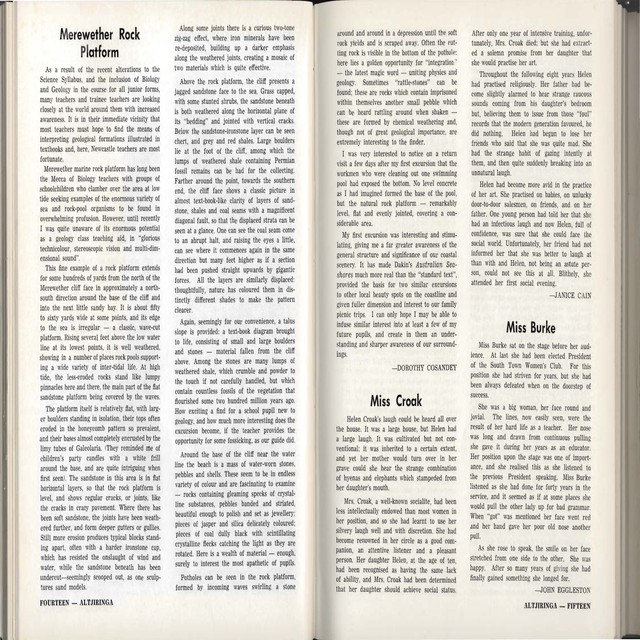 Merewether Rock
Platform
As a result of the recent alterations to the
Science Syllabus, and the inclusion of Biology
and Geology in the course for all junior forms,
many teachers and trainee teachers are looking
closely at the world around them with increased
awareness. It is in their immediate vicinity that
most teachers must hope to find the means of
interpreting geological formations illustrated in
textbooks and, here, Newcastle teachers are most
fortunate.
Merewether marine rock platform has long been
the Mecca of Biology teachers with groups of
schoolchildren who clamber over the area at low
tide seeking examples of the enormous variety of
sea and rock-pool organisms to be found in
overwhelming profusion. However, until recently
I was quite unaware of its enormous potential
as a geology class teaching aid, in "glorious
technicolour, stereoscopic vision and multi-dim-
ensional sound".
This fine example of a rock platform extends
for some hundreds of yards from the north of the
Merewether cliff face in approximately a north-
south direction around the base of the cliff and
into the next little sandy bay. It is about fifty
to sixty yards wide at some points, and its edge
to the sea is irregular — a classic, wave-cut
platform. Rising several feet above the low water
line at its lowest points, it is well weathered,
showing in a number of places rock pools support-
ing a wide variety of inter-tidal life. At high
tide, the less-eroded rocks stand like lumpy
pinnacles here and there, the main part of the flat
sandstone platform being covered by the waves.
The platform itself is relatively flat, with larg-
er boulders standing in isolation, their tops often
eroded in the honeycomb pattern so prevalent,
and their bases almost completely encrusted by the
limy tubes of Galeolaria. (They reminded me of
children's party candles with a white frill
around the base, and are quite intriguing when
first seen). The sandstone in this area is in flat
horizontal layers, so that the rock platform is
level, and shows regular cracks, or joints, like
the cracks in crazy pavement. Where there has
been soft sandstone, the joints have been weath-
ered further, and form deeper gutters or gullies.
Still more erosion produces typical blocks stand-
ing apart, often with a harder ironstone cap,
which has resisted the onslaught of wind and
water, while the sandstone beneath has been
undercut—seemingly scooped out, as one sculp-
tures sand models.
Along some joints there is a curious two-tone
zig-zag effect, where iron minerals have been
re-deposited, building up a darker emphasis
along the weathered joints, creating a mosaic of
two materials which is quite effective.
Above the rock platform, the cliff presents a
jagged sandstone face to the sea. Grass capped,
with some stunted shrubs, the sandstone beneath
is both weathered along the horizontal plane of
its "bedding" and jointed with vertical cracks.
Below the sandstone-ironstone layer can be seen
chert, and grey and red shales. Large boulders
lie at the foot of the cliff, among which the
lumps of weathered shale containing Permian
fossil remains can be had for the collecting.
Farther around the point, towards the southern
end, the cliff face shows a classic picture in
almost text-book-like clarity of layers of sand-
stone, shales and coal seams with a magnificent
diagonal fault, so that the displaced strata can be
seen at a glance. One can see the coal seam come
to an abrupt halt, and raising the eyes a little,
can see where it commences again in the same
direction but many feet higher as if a section
had been pushed straight upwards by gigantic
forces. All the layers are similarly displaced:
thoughtfully, nature has coloured them in dis-
tinctly different shades to make the pattern
clearer.
Again, seemingly for our convenience, a talus
slope is provided: a text-book diagram brought
to life, consisting of small and large boulders
and stones — material fallen from the cliff
above. Among the stones are many lumps of
weathered shale, which crumble and powder to
the touch if not carefully handled, but which
contain countless fossils of the vegetation that
flourished some two hundred million years ago.
How exciting a find for a school pupil new to
geology, and how much more interesting does the
excursion become, if the teacher provides the
opportunity for some fossicking, as our guide did.
Around the base of the cliff near the water
line the beach is a mass of water-worn stones,
pebbles and shells. These seem to be in endless
variety of colour and are fascinating to examine
— rocks containing gleaming specks of crystal-
line substances, pebbles banded and striated,
beautiful enough to polish and set as jewellery;
pieces of jasper and silica delicately coloured;
pieces of coal dully black with scintillating
crystalline flecks catching the light as they are
rotated. Here is a wealth of material — enough,
surely to interest the most apathetic of pupils.
Potholes can be seen in the rock platform,
formed by incoming waves swirling a stone
FOURTEEN — ALTJIRINGA
around and around in a depression until the soft
rock yields and is scraped away. Often the cut-
ting rock is visible in the bottom of the pothole:
here lies a golden opportunity for "integration"
— the latest magic word — uniting physics and
geology. Sometimes "rattle-stones" can be
found; these are rocks which contain imprisoned
within themselves another small pebble which
can be heard rattling around when shaken —
these are formed by chemical weathering and,
though not of great geological importance, are
extremely interesting to the finder.
I was very interested to notice on a return
visit a few days after my first excursion that the
workmen who were cleaning out one swimming
pool had exposed the bottom. No level concrete
as I had imagined formed the base of the pool,
but the natural rock platform — remarkably
level, flat and evenly jointed, covering a con-
siderable area.
My first excursion was interesting and stimu-
lating, giving me a far greater awareness of the
general structure and significance of our coastal
scenery. It has made Dakin's Australian Sea-
shores much more real than the "standard text",
provided the basis for two similar excursions
to other local beauty spots on the coastline and
given fuller dimension and interest to our family
picnic trips. I can only hope I may be able to
infuse similar interest into at least a few of my
future pupils, and create in them an under-
standing and sharper awareness of our surround-
ings.
—DOROTHY COSANDEY
Miss Croak
Helen Croak's laugh could be heard all over
the house. It was a large house, but Helen had
a large laugh. It was cultivated but not con-
ventional; it was inherited to a certain extent,
and yet her mother would turn over in her
grave could she hear the strange combination
of hyenas and elephants which stampeded from
her daughter's mouth.
Mrs. Croak, a well-known socialite, had been
less intellectually endowed than most women in
her position, and so she had learnt to use her
silvery laugh well and with discretion. She had
become renowned in her circle as a good com-
panion, an attentive listener and a pleasant
person. Her daughter Helen, at the age of ten,
had been recognised as having the same lack
of ability, and Mrs. Croak had been determined
that her daughter should achieve social status.
After only one year of intensive training, unfor-
tunately, Mrs. Croak died; but she had extract-
ed a solemn promise from her daughter that
she would practise her art.
Throughout the following eight years Helen
had practised religiously. Her father had be-
come slightly alarmed to hear strange raucous
sounds coming from his daughter's bedroom
but, believing them to issue from those "foul"
records that the modern generation favoured, he
did nothing. Helen had begun to lose her
friends who said that she was quite mad. She
had the strange habit of gazing intently at
them, and then quite suddenly breaking into an
unnatural laugh.
Helen had become more avid in the practice
of her art. She practised on babies, on unlucky
door-to-door salesmen, on friends, and on her
father. One young person had told her that she
had an infectious laugh and now Helen, full of
confidence, was sure that she could face the
social world. Unfortunately, her friend had not
informed her that she was better to laugh at
than with and Helen, not being an astute per-
son, could not see this at all. Blithely, she
attended her first social evening.
—JANICE CAIN
Miss Burke
Miss Burke sat on the stage before her aud-
ience. At last she had been elected President
of the South Town Women's Club. For this
position she had striven for years, but she had
been always defeated when on the doorstep of
success.
She was a big woman, her face round and
jovial. The lines, now easily seen, were the
result of her hard life as a teacher. Her nose
was long and drawn from continuous pulling
she gave it during her years as an educator.
Her position upon the stage was one of import-
ance, and she realised this as she listened to
the previous President speaking. Miss Burke
listened as she had done for forty years in the
service, and it seemed as if at some places she
would pull the other lady up for bad grammar.
When "got" was mentioned her face went red
and her hand gave her poor old nose another
pull.
As she rose to speak, the smile on her face
stretched from one side to the other. She was
happy. After so many years of giving she had
finally gained something she longed for.
—JOHN EGGLESTON
ALTJIRINGA — FIFTEEN